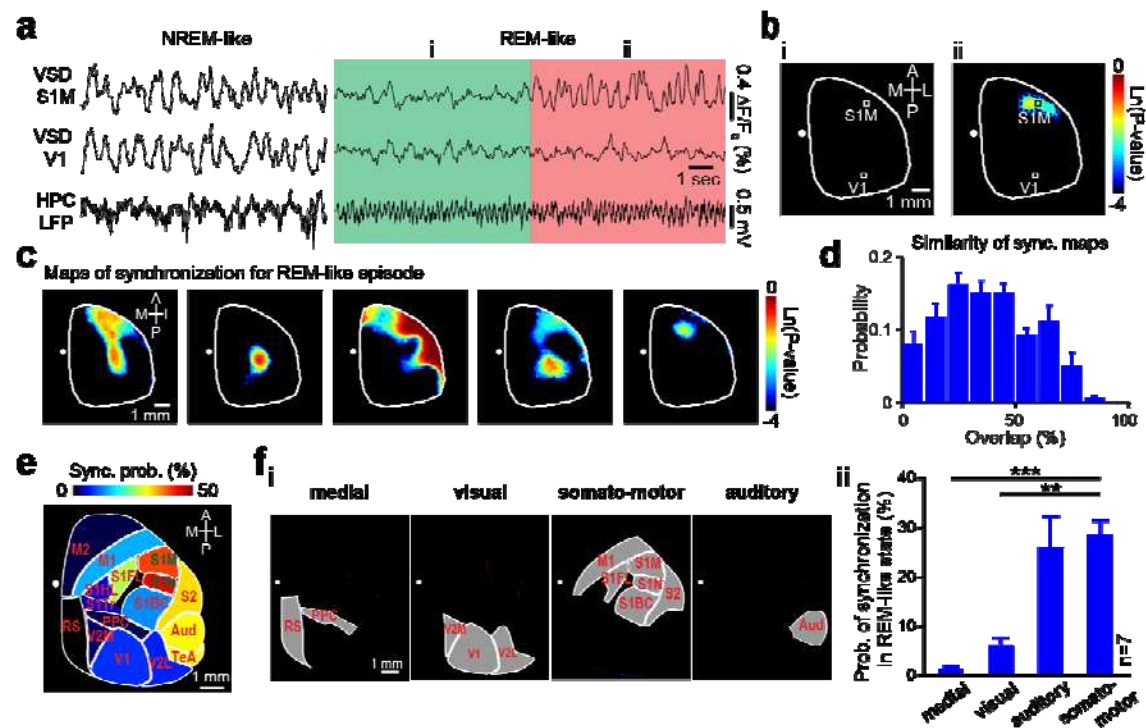 a
NREM-like
i
REM-like
ii
VSD
S1M
VSD
V1
HPC
LFP
0.4 ΔF/F₀ (%)
1 sec
0.5 mV
b
i
ii
A
M L
P
S1M
S1M
V1
V1
1 mm
0
Ln(P-value)
-4
c
Maps of synchronization for REM-like episode
A
M L
P
1 mm
0
Ln(P-value)
-4
d
Similarity of sync. maps
0.2
0.1
0
Probability
0
50
100
Overlap (%)
e
Sync. prob. (%)
0
50
A
M L
P
M2
M1
S1M
S1FL
S1HL
S1BC
S2
PPC
RS
V2M
Aud
V1
V2L
TeA
1 mm
f
i
medial
visual
somato-motor
auditory
PPC
RS
1 mm
V2M
V1
V2L
M1
S1M
S1FL
S1N
S2
S1BC
Aud
ii
***
**
40
30
20
10
0
Prob. of synchronization
in REM-like state (%)
n=7
medial
visual
auditory
somato-
motor